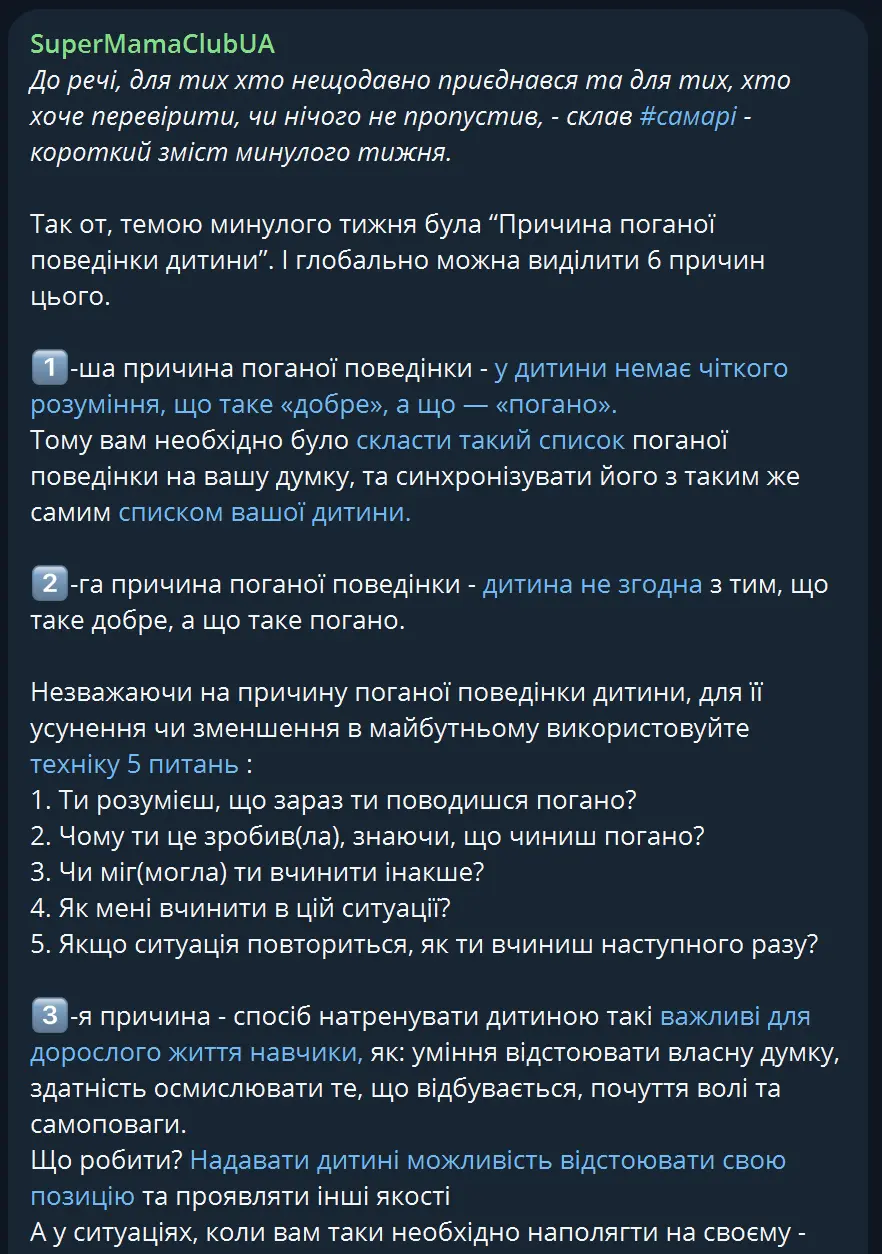 SuperMamaClubUA
До речі, для тих хто нещодавно приєднався та для тих, хто
хоче перевірити, чи нічого не пропустив, - склав #самарі -
короткий зміст минулого тижня.
Так от, темою минулого тижня була “Причина поганої
поведінки дитини”. І глобально можна виділити 6 причин
цього.
1️⃣-ша причина поганої поведінки - у дитини немає чіткого
розуміння, що таке «добре», а що — «погано».
Тому вам необхідно було скласти такий список поганої
поведінки на вашу думку, та синхронізувати його з таким же
самим списком вашої дитини.
2️⃣-га причина поганої поведінки - дитина не згодна з тим, що
таке добре, а що таке погано.
Незважаючи на причину поганої поведінки дитини, для її
усунення чи зменшення в майбутньому використовуйте
техніку 5 питань :
1. Ти розумієш, що зараз ти поводишся погано?
2. Чому ти це зробив(ла), знаючи, що чиниш погано?
3. Чи міг(могла) ти вчинити інакше?
4. Як мені вчинити в цій ситуації?
5. Якщо ситуація повториться, як ти вчиниш наступного разу?
3️⃣-я причина - спосіб натренувати дитиною такі важливі для
дорослого життя навчики, як: уміння відстоювати власну думку,
здатність осмислювати те, що відбувається, почуття волі та
самоповаги.
Що робити? Надавати дитині можливість відстоювати свою
позицію та проявляти інші якості
А у ситуаціях, коли вам таки необхідно наполягти на своєму -